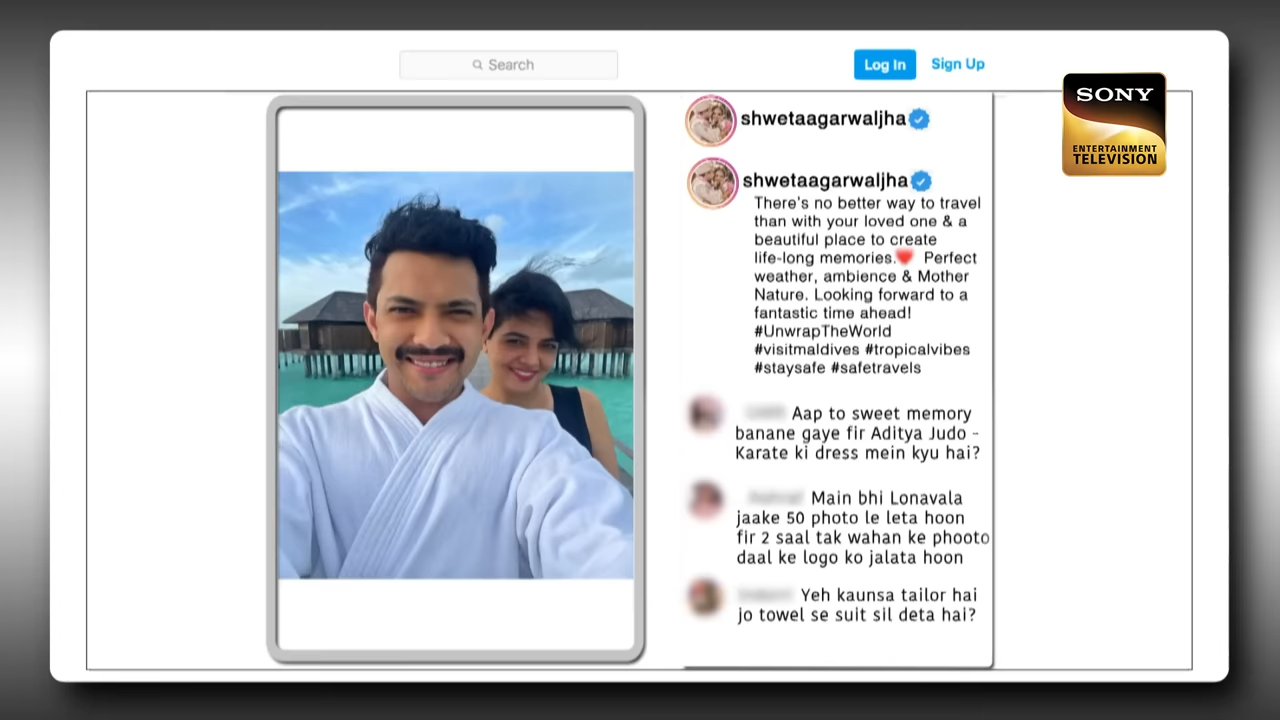 Search
Log In
Sign Up
SONY
ENTERTAINMENT
TELEVISION
shwetaagarwaljha
shwetaagarwaljha
There's no better way to travel
than with your loved one & a
beautiful place to create
life-long memories.❤️ Perfect
weather, ambience & Mother
Nature. Looking forward to a
fantastic time ahead!
#UnwrapTheWorld
#visitmaldives #tropicalvibes
#staysafe #safetravels
Aap to sweet memory
banane gaye fir Aditya Judo -
Karate ki dress mein kyu hai?
Main bhi Lonavala
jaake 50 photo le leta hoon
fir 2 saal tak wahan ke phooto
daal ke logo ko jalata hoon
Yeh kaunsa tailor hai
jo towel se suit sil deta hai?